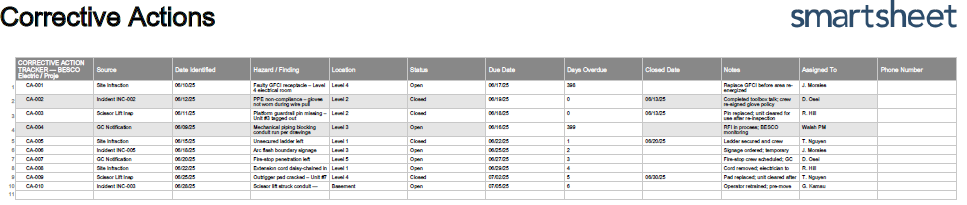 Corrective Actions
smartsheet
CORRECTIVE ACTION TRACKER — BESCO Electric / Proje	Source	Date Identified	Hazard / Finding	Location	Status	Due Date	Days Overdue	Closed Date	Notes	Assigned To	Phone Number
1	CA-001	Site Infraction	06/10/25	Faulty GFCI receptacle – Level 4 electrical room	Level 4	Open	06/17/25	398		Replace GFCI before area re-energized	J. Morales
2	CA-002	Incident INC-002	06/12/25	PPE non-compliance – gloves not worn during wire pull	Level 2	Closed	06/19/25	0	06/13/25	Completed toolbox talk; crew re-signed glove policy	D. Osei
3	CA-003	Scissor Lift Insp	06/11/25	Platform guardrail pin missing – Unit #3 tagged out	Level 2	Closed	06/18/25	0	06/13/25	Pin replaced; unit cleared for use after re-inspection	R. Hill
4	CA-004	GC Notification	06/09/25	Mechanical piping blocking conduit run per drawings	Level 3	Open	06/16/25	399		RFI in process; BESCO monitoring	Walsh PM
5	CA-005	Site Infraction	06/15/25	Unsecured ladder left	Level 1	Closed	06/22/25	1	06/20/25	Ladder secured and crew	T. Nguyen
6	CA-006	Incident INC-005	06/18/25	Arc flash boundary signage	Level 3	Open	06/25/25	2		Signage ordered; temporary	J. Morales
7	CA-007	GC Notification	06/20/25	Fire-stop penetration left	Level 5	Open	06/27/25	3		Fire-stop crew scheduled; GC	D. Osei
8	CA-008	Site Infraction	06/22/25	Extension cord daisy-chained in	Level 1	Open	06/29/25	4		Cord removed; electrician to	R. Hill
9	CA-009	Scissor Lift Insp	06/25/25	Outrigger pad cracked – Unit #7	Level 4	Closed	07/02/25	5	06/30/25	Pad replaced; unit cleared after	T. Nguyen
10	CA-010	Incident INC-003	06/28/25	Scissor lift struck conduit —	Basement	Open	07/05/25	6		Operator retrained; pre-move	G. Kamau
11